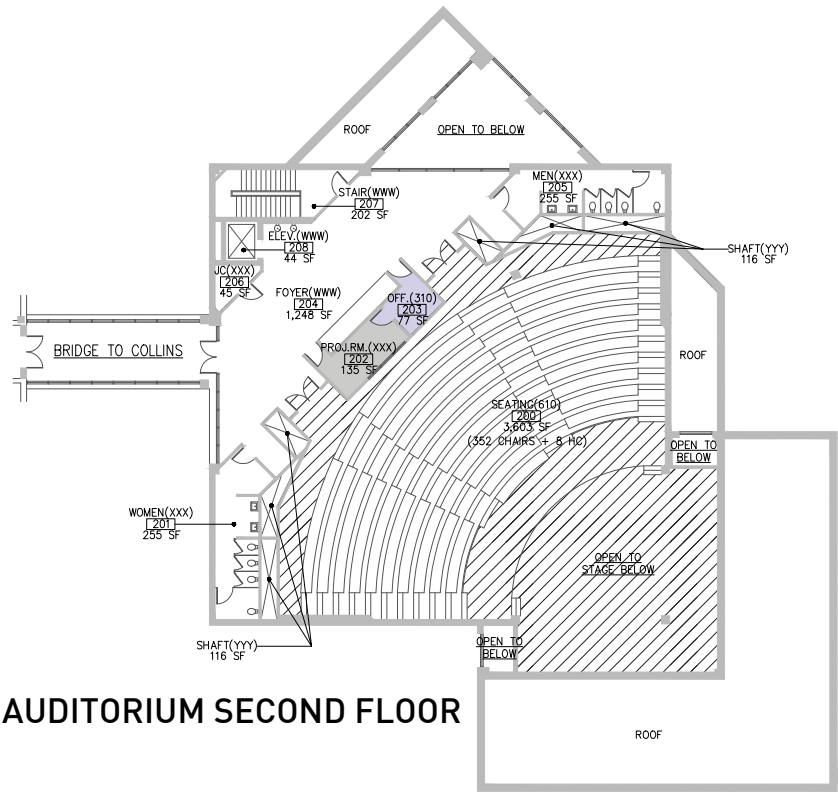 ROOF
OPEN TO BELOW
MEN(XXX)
205
255 SF
STAIR(WWW)
207
202 SF
ELEV.(WWW)
208
44 SF
SHAFT(YYY)
116 SF
JC(XXX)
206
45 SF
FOYER(WWW)
204
1,248 SF
OFF.(310)
203
77 SF
BRIDGE TO COLLINS
PROJ.RM.(XXX)
202
135 SF
ROOF
SEATING(610)
200
3,603 SF
(352 CHAIRS + 8 HC)
OPEN TO
BELOW
WOMEN(XXX)
201
255 SF
OPEN TO
STAGE BELOW
SHAFT(YYY)
116 SF
OPEN TO
BELOW
AUDITORIUM SECOND FLOOR
ROOF